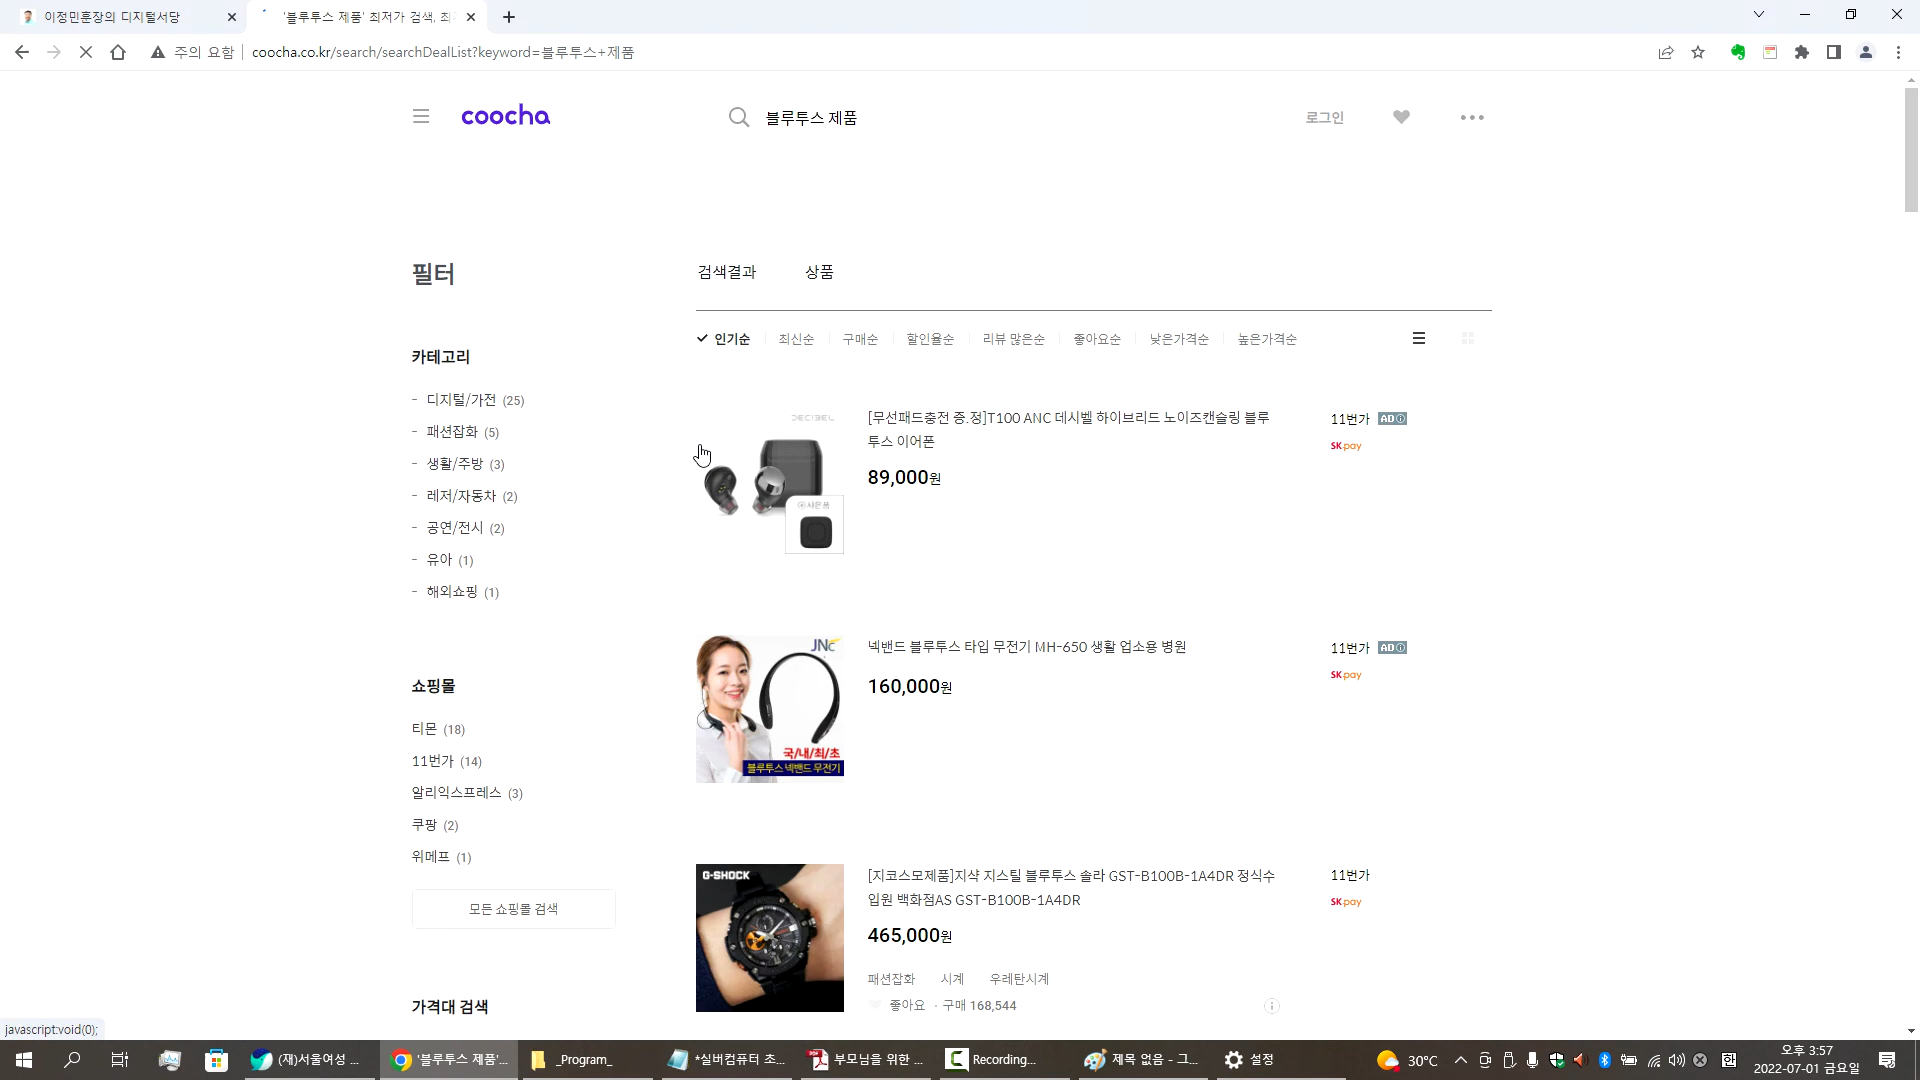 이정민훈장의 디지털서당
'블루투스 제품' 최저가 검색, 최
주의 요함
coocha.co.kr/search/searchDealList?keyword=블루투스+제품
coocha
블루투스 제품
로그인
필터
카테고리
- 디지털/가전 (25)
- 패션잡화 (5)
- 생활/주방 (3)
- 레저/자동차 (2)
- 공연/전시 (2)
- 유아 (1)
- 해외쇼핑 (1)
쇼핑몰
티몬 (18)
11번가 (14)
알리익스프레스 (3)
쿠팡 (2)
위메프 (1)
모든 쇼핑몰 검색
가격대 검색
검색결과 상품
인기순 최신순 구매순 할인율순 리뷰 많은순 좋아요순 낮은가격순 높은가격순
DECIBEL
사은품
[무선패드충전 증.정]T100 ANC 데시벨 하이브리드 노이즈캔슬링 블루
투스 이어폰
89,000원
11번가 AD
SK pay
JNC
국/내/최/초
블루투스 넥밴드 무전기
넥밴드 블루투스 타입 무전기 MH-650 생활 업소용 병원
160,000원
11번가 AD
SK pay
G-SHOCK
[지코스모제품]지샥 지스틸 블루투스 솔라 GST-B100B-1A4DR 정식수
입원 백화점AS GST-B100B-1A4DR
465,000원
패션잡화 시계 우레탄시계
좋아요 · 구매 168,544
11번가
SK pay
javascript:void(0);
(재)서울여성 ...
'블루투스 제품'...
_Program_
*실버컴퓨터 초...
부모님을 위한 ...
Recording...
제목 없음 - 그...
설정
30°C
한
오후 3:57
2022-07-01 금요일